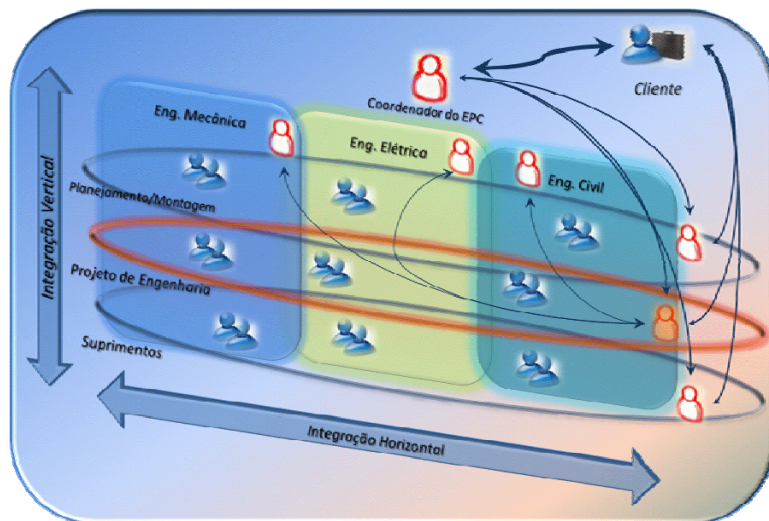 Cliente
Coordenador do EPC
Eng. Mecânica
Eng. Elétrica
Eng. Civil
Planejamento/Montagem
Projeto de Engenharia
Suprimentos
Integração Vertical
Integração Horizontal